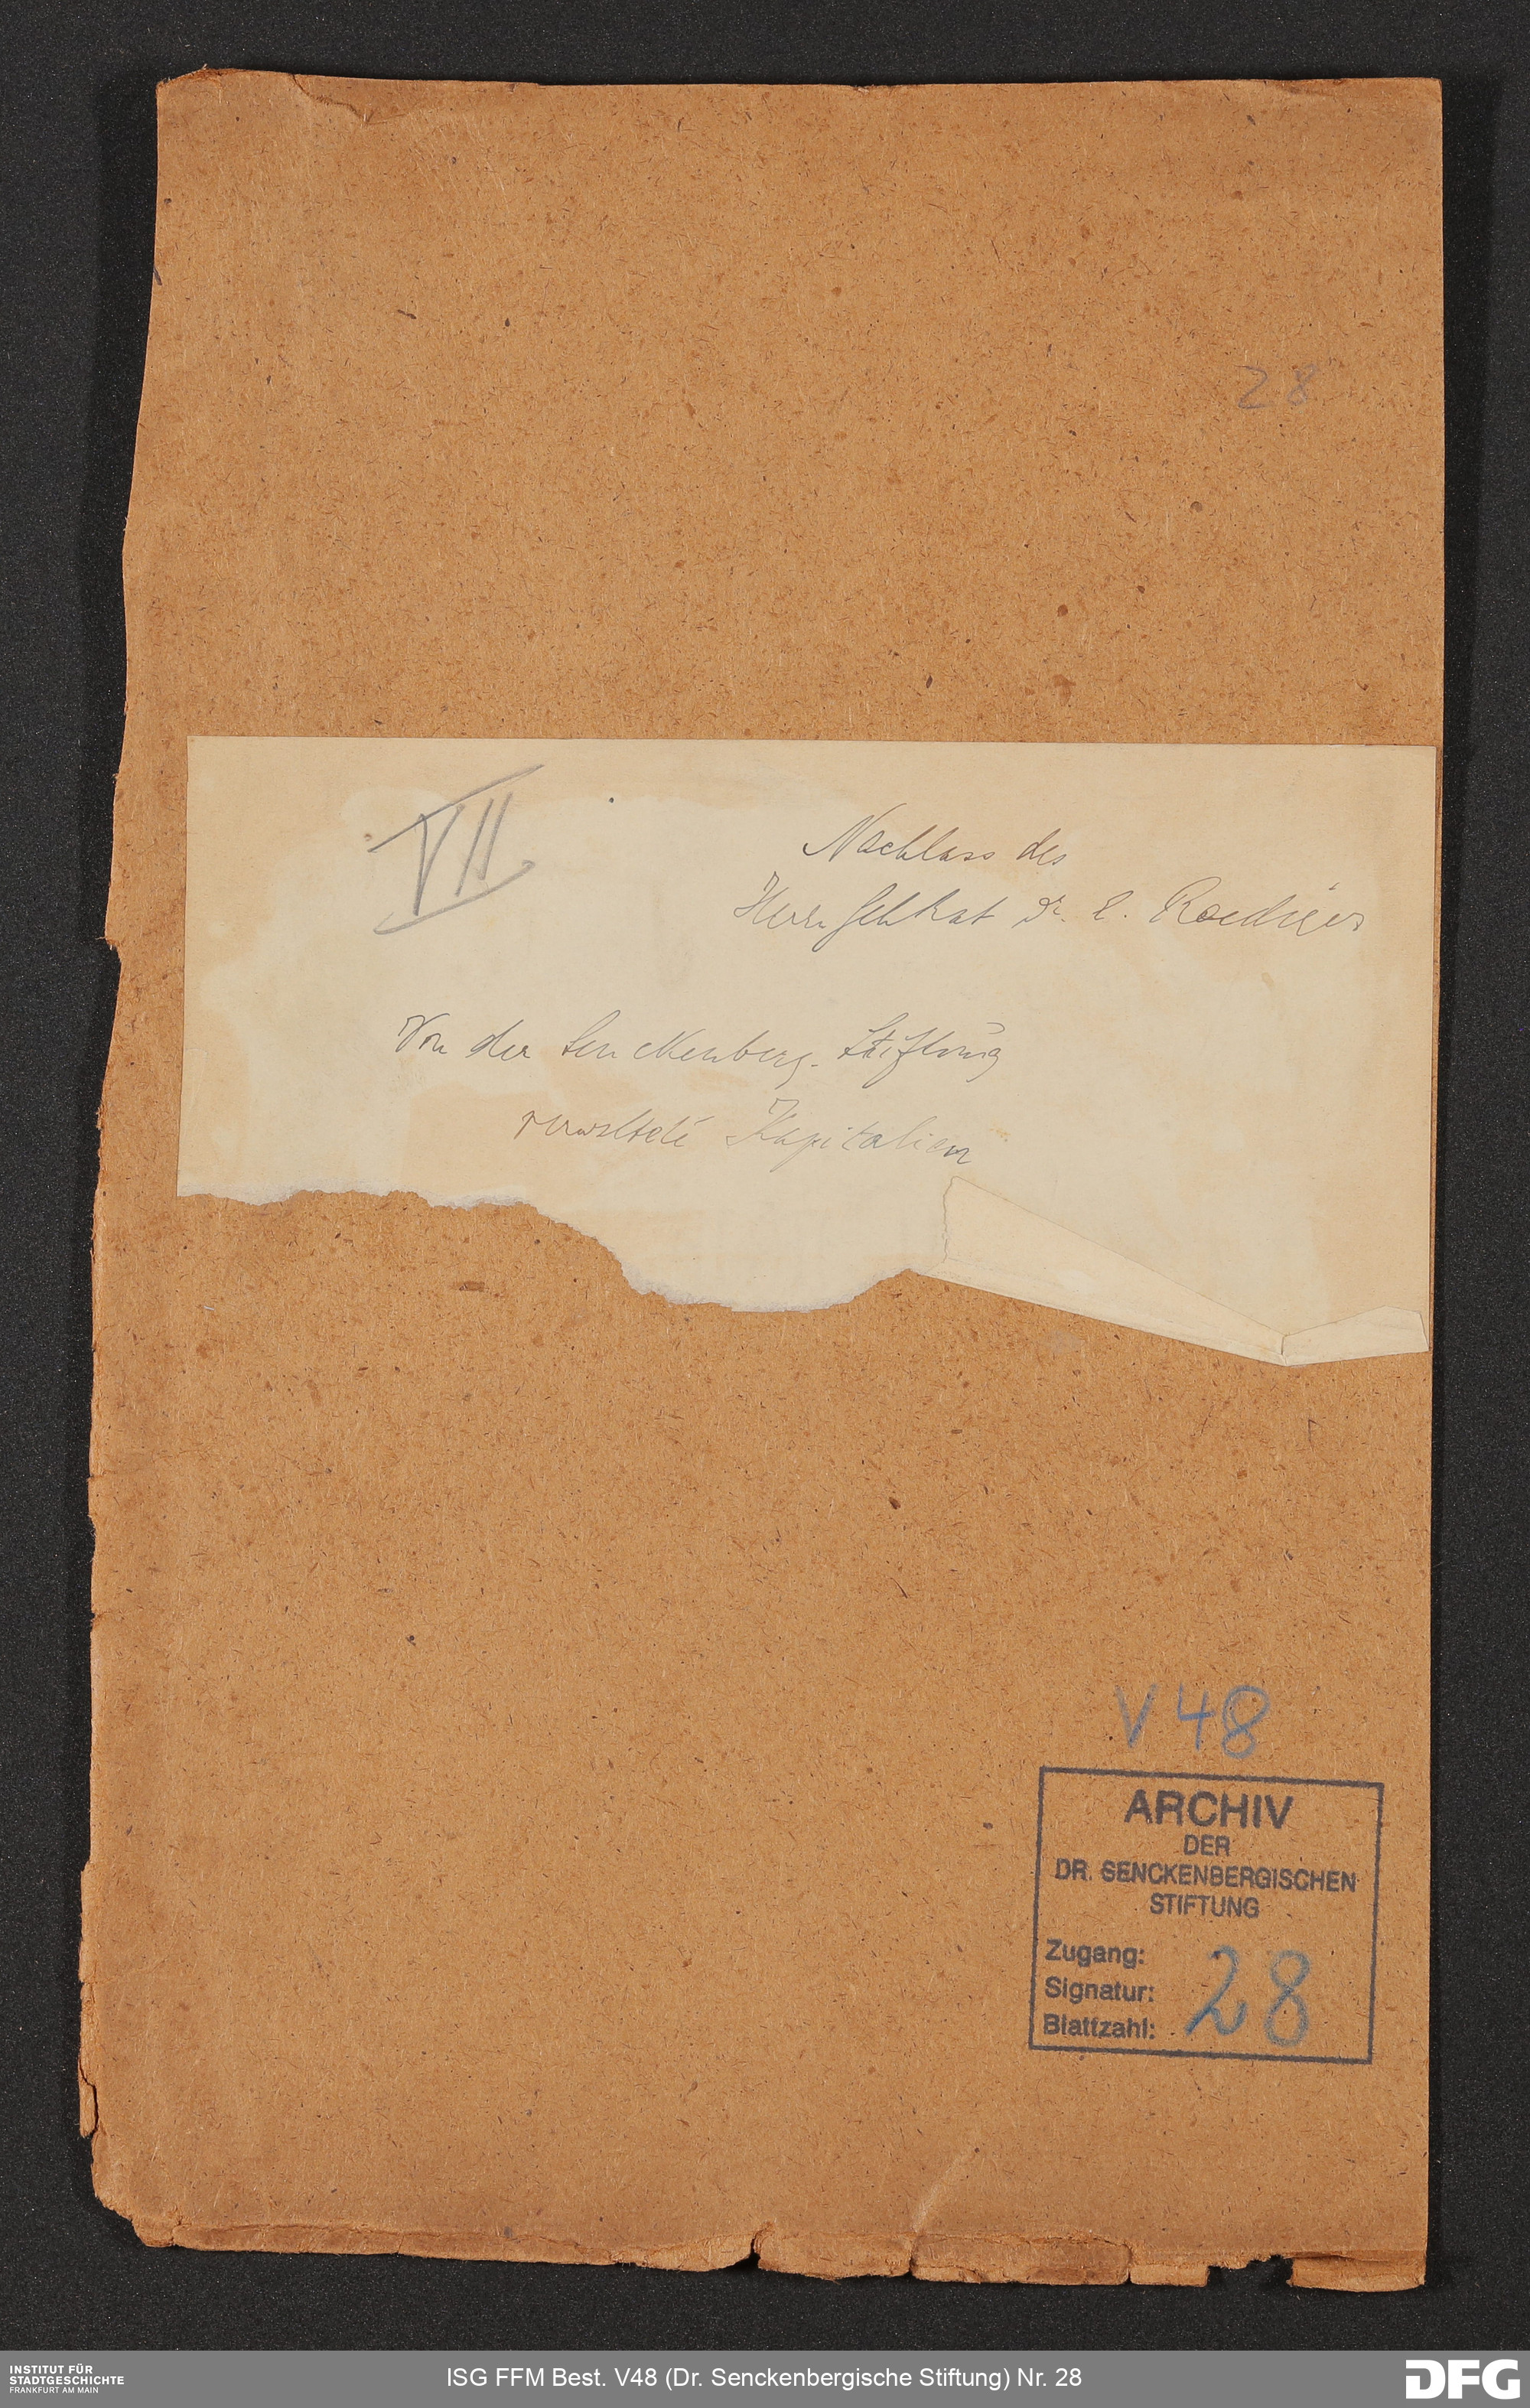 28
VII
Nachlass des
Herrn Geh Rat Dr. E. Roediger
Von der Senckenberg. Stiftung
verwaltete Kapitalien
V 48
ARCHIV
DER
DR. SENCKENBERGISCHEN
STIFTUNG
Zugang:
Signatur: 28
Blattzahl:
INSTITUT FÜR
STADTGESCHICHTE
FRANKFURT AM MAIN
ISG FFM Best. V48 (Dr. Senckenbergische Stiftung) Nr. 28
DFG